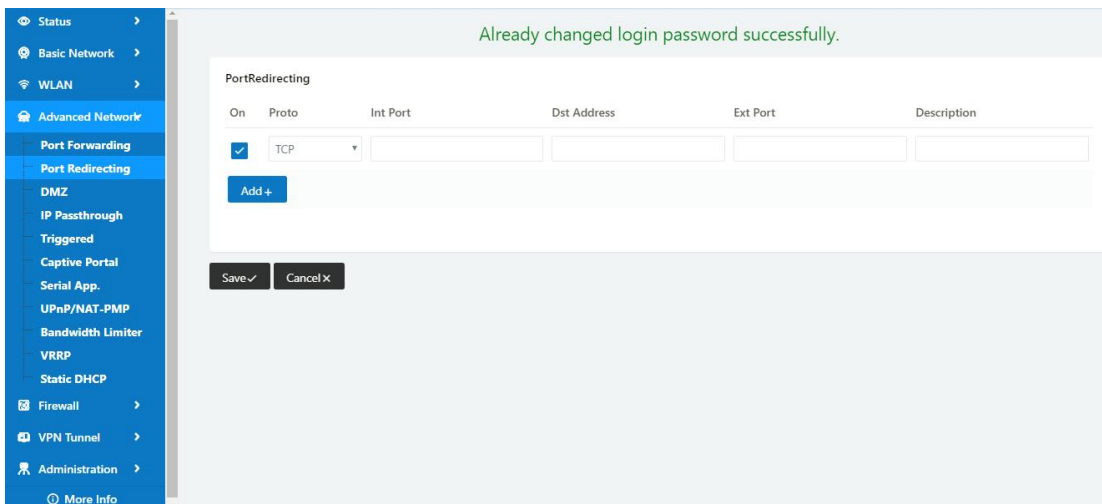 Status
Basic Network
WLAN
Advanced Network
Port Forwarding
Port Redirecting
DMZ
IP Passthrough
Triggered
Captive Portal
Serial App.
UPnP/NAT-PMP
Bandwidth Limiter
VRRP
Static DHCP
Firewall
VPN Tunnel
Administration
More Info
Already changed login password successfully.
PortRedirecting
On Proto Int Port Dst Address Ext Port Description
TCP
Add +
Save Cancel